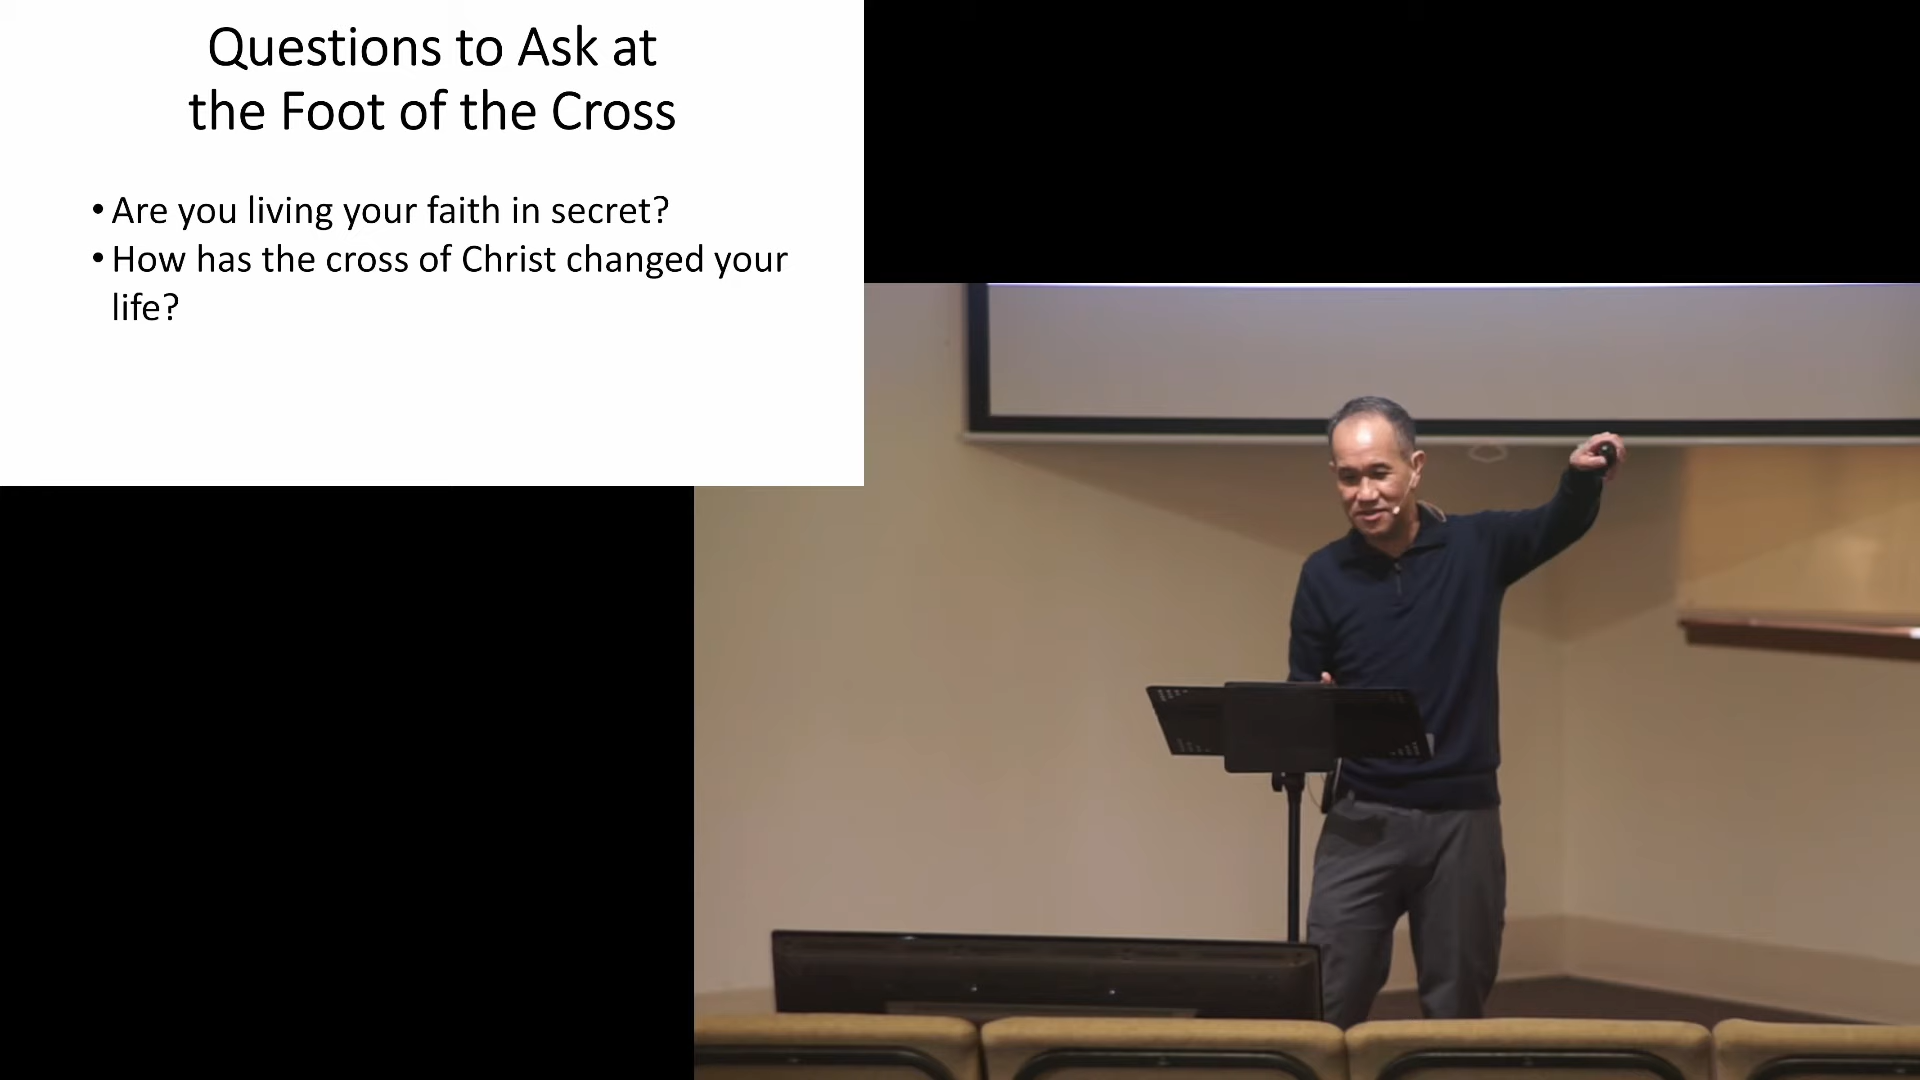 Questions to Ask at
the Foot of the Cross
• Are you living your faith in secret?
• How has the cross of Christ changed your
life?